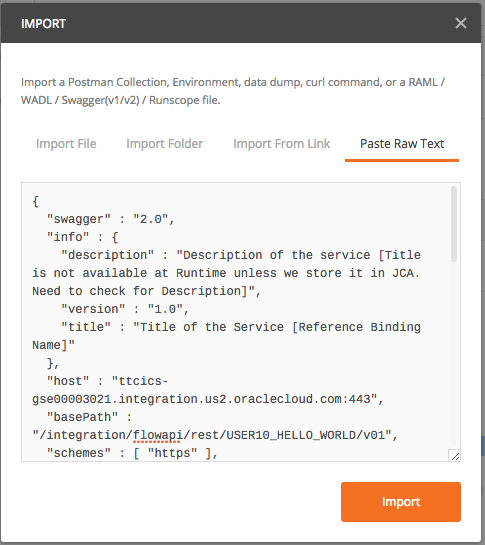 IMPORT
Import a Postman Collection, Environment, data dump, curl command, or a RAML /
WADL / Swagger(v1/v2) / Runscope file.
Import File Import Folder Import From Link Paste Raw Text
{
"swagger" : "2.0",
"info" : {
"description" : "Description of the service [Title
is not available at Runtime unless we store it in JCA.
Need to check for Description]",
"version" : "1.0",
"title" : "Title of the Service [Reference Binding
Name]"
},
"host" : "ttcics-
gse00003021.integration.us2.oraclecloud.com:443",
"basePath" :
"/integration/flowapi/rest/USER10_HELLO_WORLD/v01",
"schemes" : [ "https" ],
Import